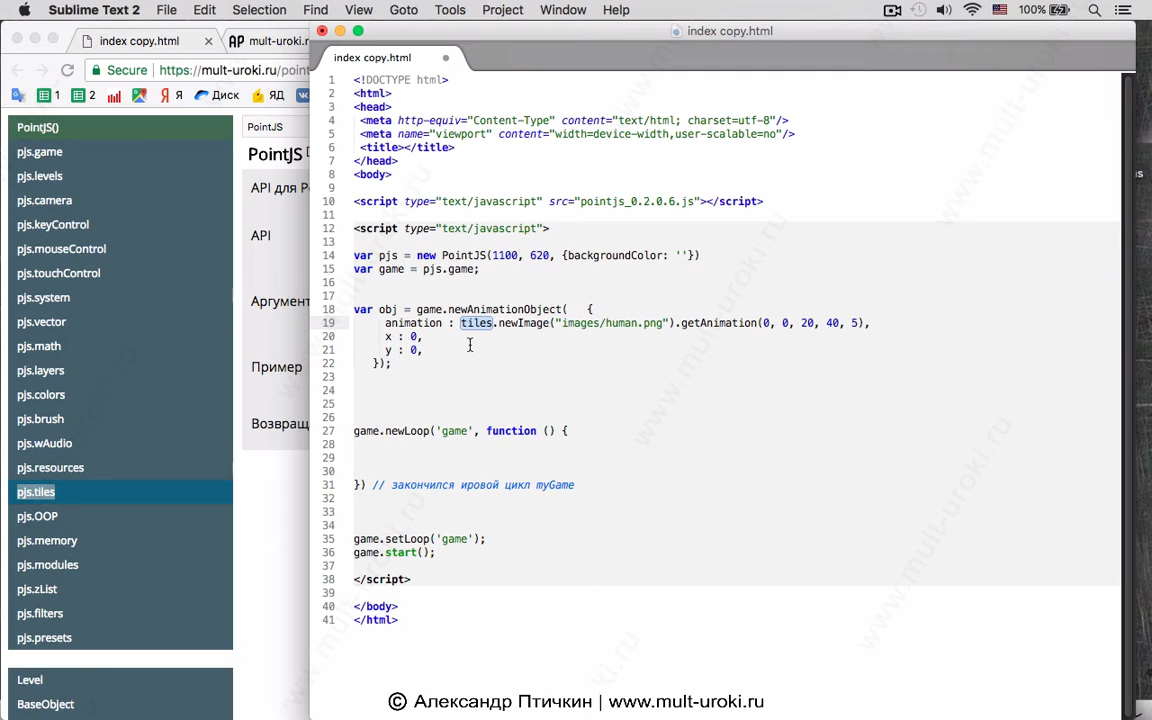 Sublime Text 2 File Edit Selection Find View Goto Tools Project Window Help 100%
index copy.html
mult-uroki.r
Secure https://mult-uroki.ru/point
1 2 Я Диск ЯД
PointJS()
pjs.game
pjs.levels
pjs.camera
pjs.keyControl
pjs.mouseControl
pjs.touchControl
pjs.system
pjs.vector
pjs.math
pjs.layers
pjs.colors
pjs.brush
pjs.wAudio
pjs.resources
pjs.tiles
pjs.OOP
pjs.memory
pjs.modules
pjs.zList
pjs.filters
pjs.presets
Level
BaseObject
PointJS
PointJS
API для P
API
Аргумент
Пример
Возвращ
index copy.html
index copy.html
1 <!DOCTYPE html>
2 <html>
3 <head>
4 <meta http-equiv="Content-Type" content="text/html; charset=utf-8"/>
5 <meta name="viewport" content="width=device-width,user-scalable=no"/>
6 <title></title>
7 </head>
8 <body>
9
10 <script type="text/javascript" src="pointjs_0.2.0.6.js"></script>
11
12 <script type="text/javascript">
13
14 var pjs = new PointJS(1100, 620, {backgroundColor: ''})
15 var game = pjs.game;
16
17
18 var obj = game.newAnimationObject( {
19 animation : tiles.newImage("images/human.png").getAnimation(0, 0, 20, 40, 5),
20 x : 0,
21 y : 0,
22 });
23
24
25
26
27 game.newLoop('game', function () {
28
29
30
31 }) // закончился ировой цикл myGame
32
33
34
35 game.setLoop('game');
36 game.start();
37
38 </script>
39
40 </body>
41 </html>
© Александр Птичкин | www.mult-uroki.ru